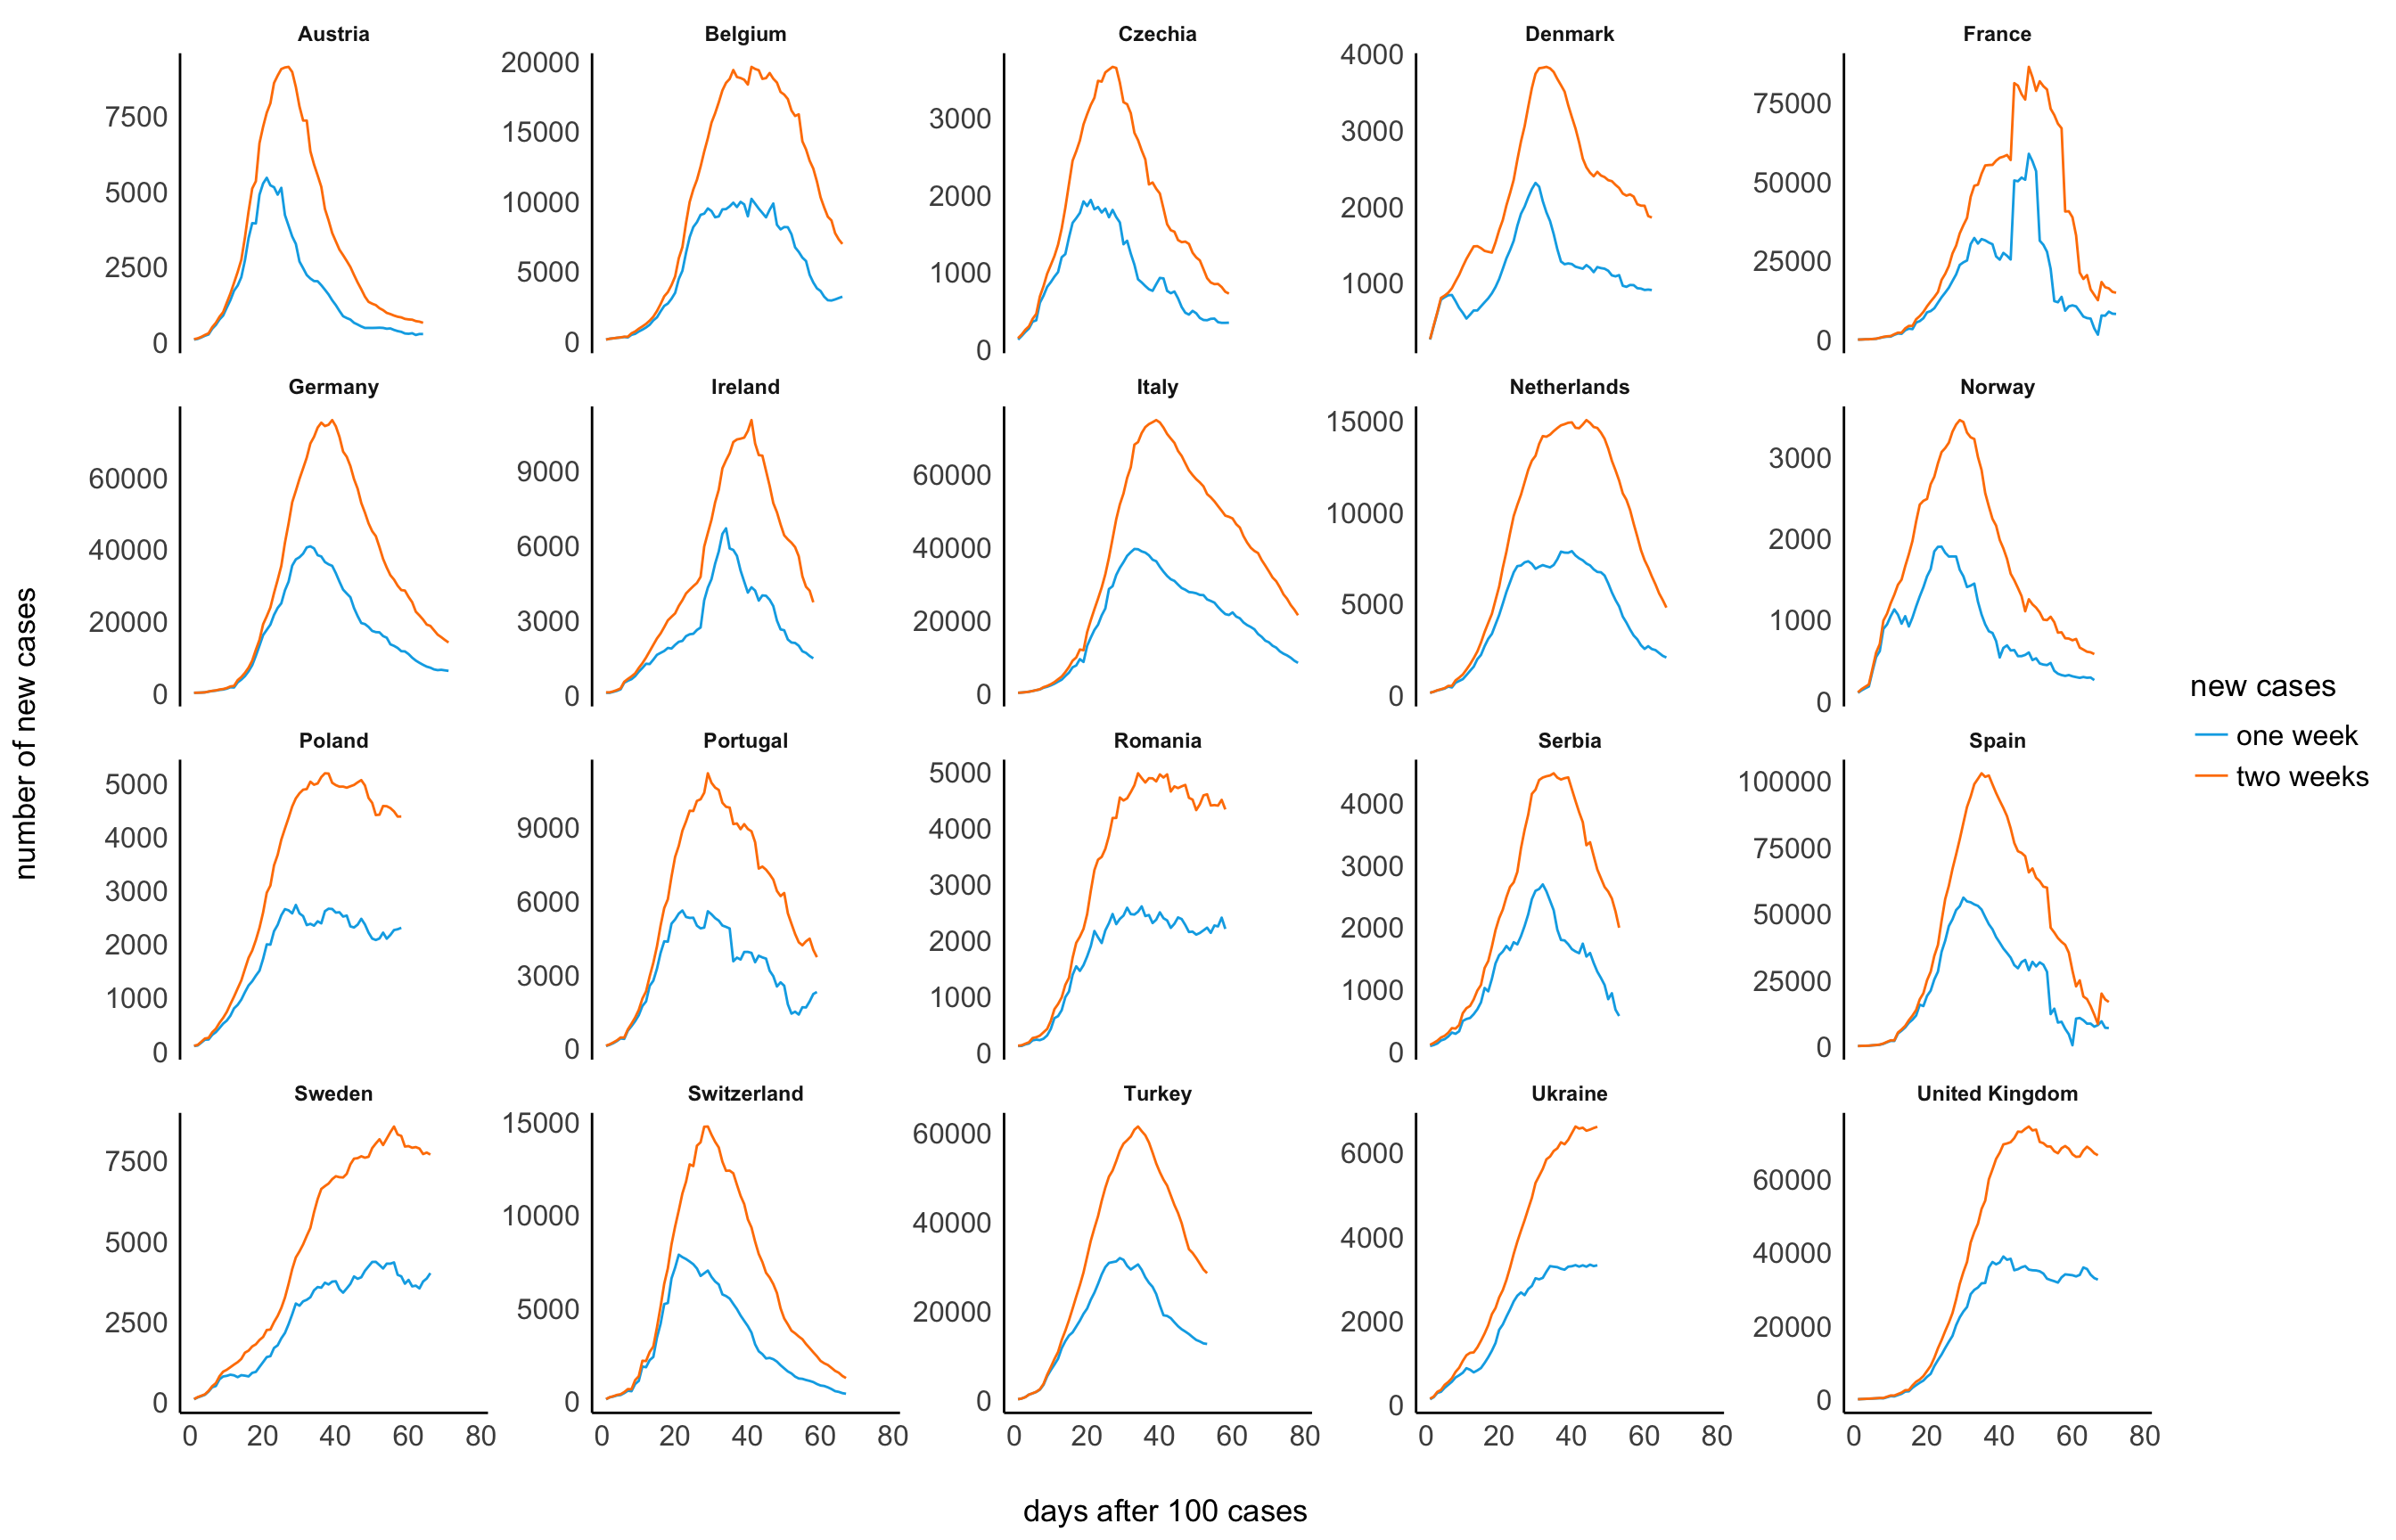 Austria
Belgium
Czechia
Denmark
France
7500
5000
2500
0
20000
15000
10000
5000
0
3000
2000
1000
0
4000
3000
2000
1000
75000
50000
25000
0
Germany
Ireland
Italy
Netherlands
Norway
60000
40000
20000
0
9000
6000
3000
0
60000
40000
20000
0
15000
10000
5000
0
3000
2000
1000
0
Poland
Portugal
Romania
Serbia
Spain
5000
4000
3000
2000
1000
0
9000
6000
3000
0
5000
4000
3000
2000
1000
0
4000
3000
2000
1000
0
100000
75000
50000
25000
0
Sweden
Switzerland
Turkey
Ukraine
United Kingdom
7500
5000
2500
0
15000
10000
5000
0
60000
40000
20000
0
6000
4000
2000
0
60000
40000
20000
0
0 20 40 60 80
0 20 40 60 80
0 20 40 60 80
0 20 40 60 80
0 20 40 60 80
days after 100 cases
number of new cases
new cases
one week
two weeks